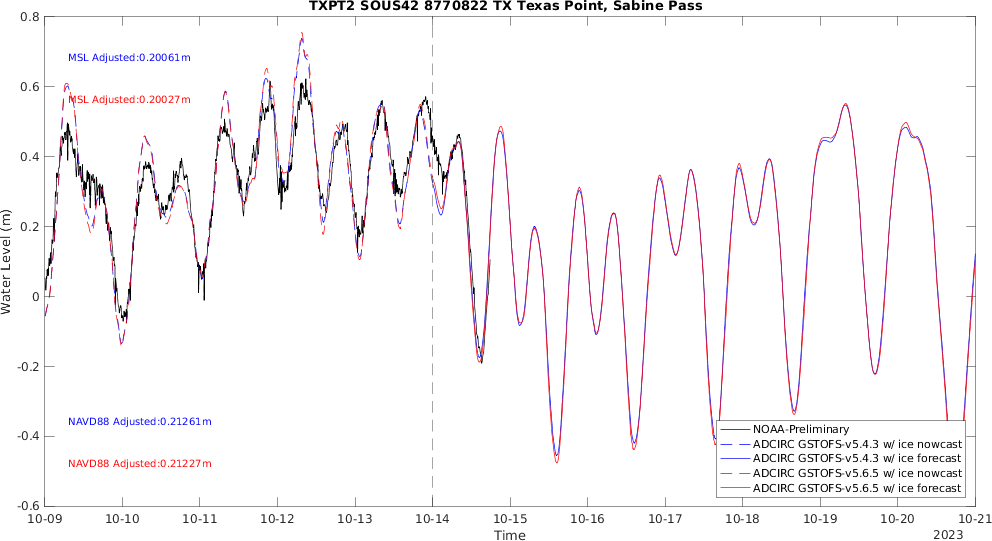 TXPT2 SOUS42 8770822 TX Texas Point, Sabine Pass
Water Level (m)
0.8
0.6
0.4
0.2
0
-0.2
-0.4
-0.6
MSL Adjusted:0.20061m
MSL Adjusted:0.20027m
NAVD88 Adjusted:0.21261m
NAVD88 Adjusted:0.21227m
NOAA-Preliminary
ADCIRC GSTOFS-v5.4.3 w/ ice nowcast
ADCIRC GSTOFS-v5.4.3 w/ ice forecast
ADCIRC GSTOFS-v5.6.5 w/ ice nowcast
ADCIRC GSTOFS-v5.6.5 w/ ice forecast
10-09 10-10 10-11 10-12 10-13 10-14 10-15 10-16 10-17 10-18 10-19 10-20 10-21
Time
2023